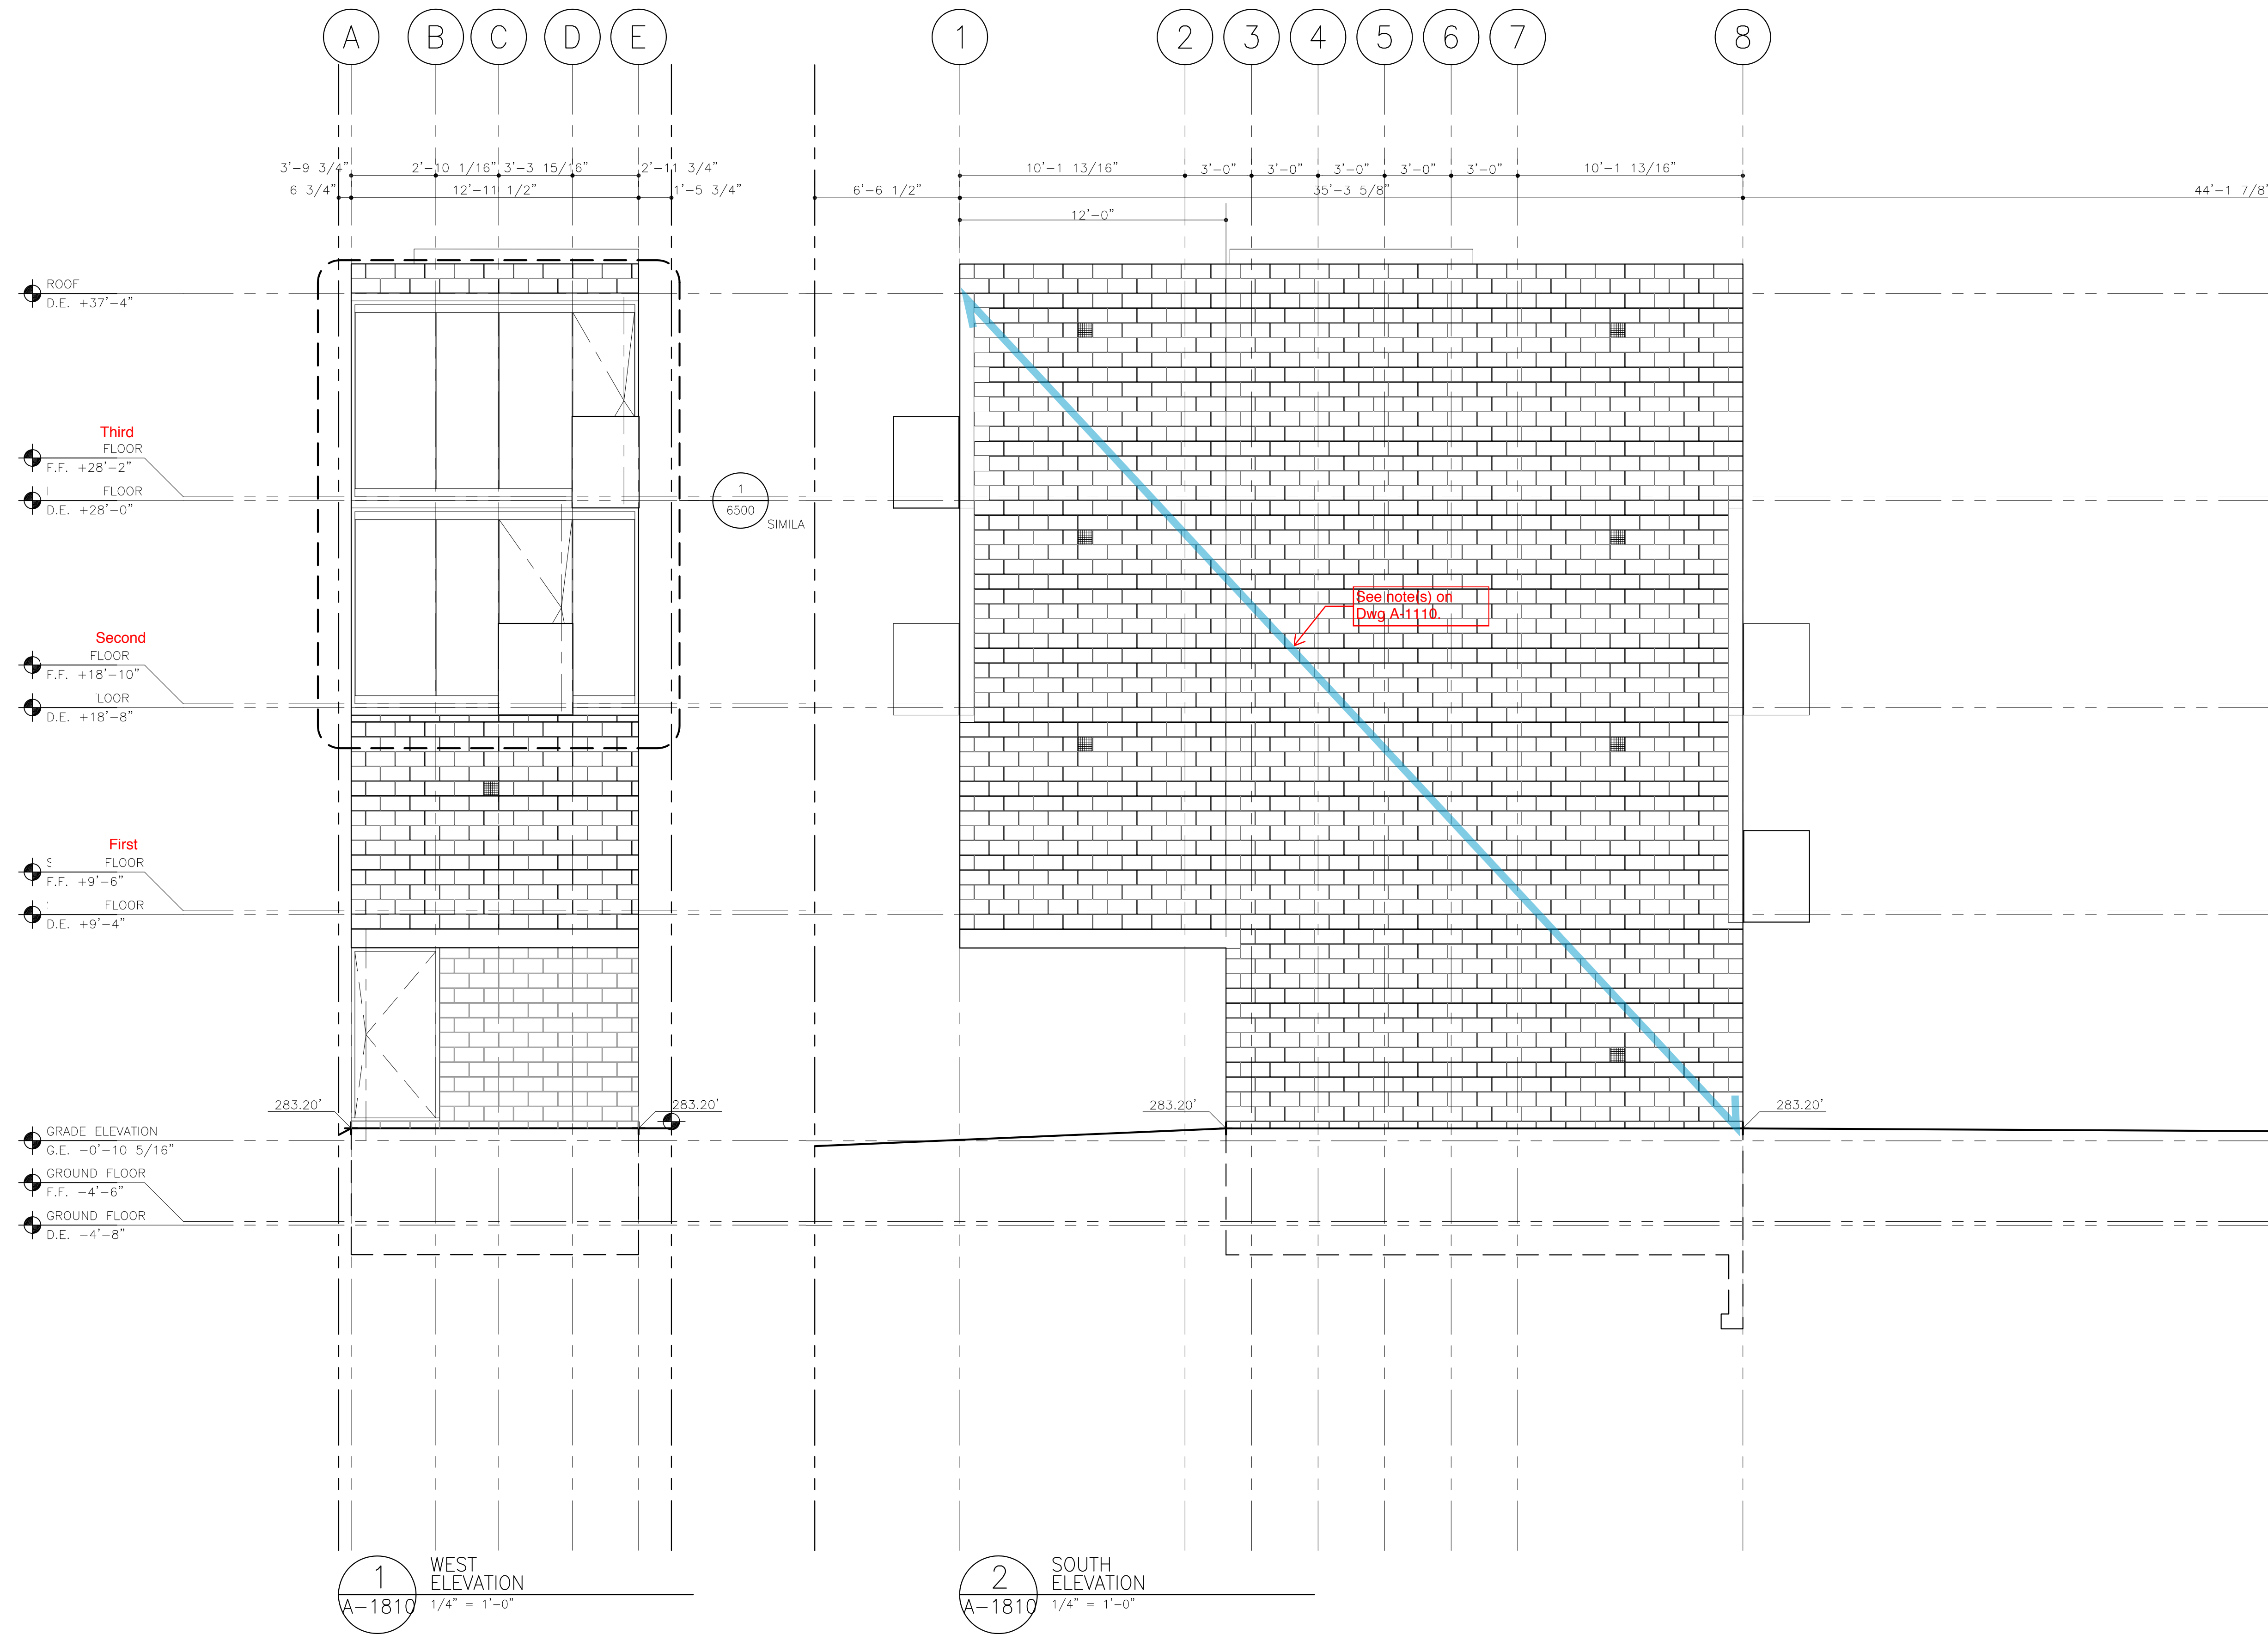 A B C D E 1 2 3 4 5 6 7 8
3'-9 3/4" 2'-10 1/16" 3'-3 15/16" 2'-11 3/4" 10'-1 13/16" 3'-0" 3'-0" 3'-0" 3'-0" 3'-0" 10'-1 13/16"
6 3/4" 12'-11 1/2" 1'-5 3/4" 6'-6 1/2" 35'-3 5/8" 44'-1 7/8"
12'-0"
ROOF
D.E. +37'-4"
Third
FLOOR
F.F. +28'-2"
FLOOR
D.E. +28'-0"
1
6500
SIMILA
See note(s) on
Dwg A-1110.
Second
FLOOR
F.F. +18'-10"
LOOR
D.E. +18'-8"
First
FLOOR
F.F. +9'-6"
FLOOR
D.E. +9'-4"
283.20' 283.20' 283.20' 283.20'
GRADE ELEVATION
G.E. -0'-10 5/16"
GROUND FLOOR
F.F. -4'-6"
GROUND FLOOR
D.E. -4'-8"
1
A-1810
WEST
ELEVATION
1/4" = 1'-0"
2
A-1810
SOUTH
ELEVATION
1/4" = 1'-0"